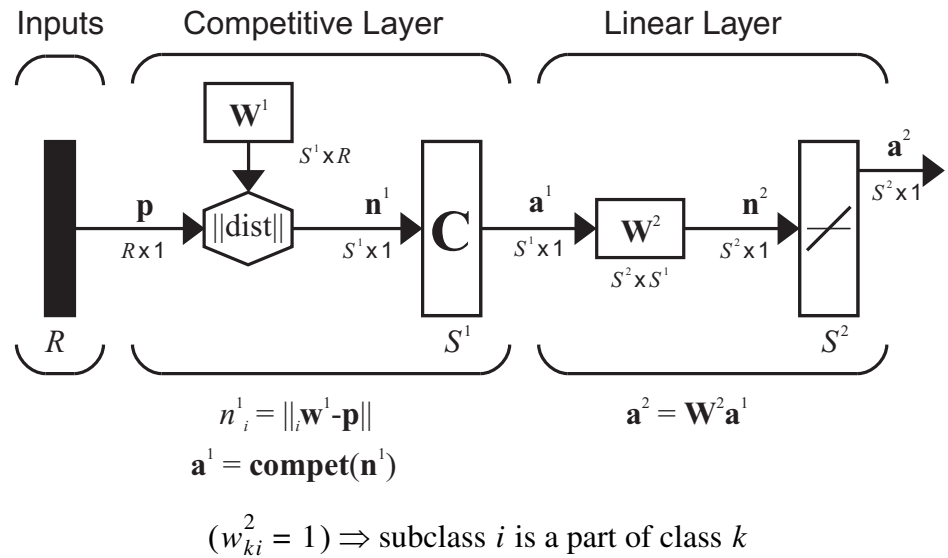 Inputs Competitive Layer Linear Layer
W¹
S¹ x R
a²
S² x 1
p n¹ a¹ n²
||dist|| C W²
R x 1 S¹ x 1 S¹ x 1 S² x 1
S² x S¹
R S¹ S²
n¹ᵢ = ||ᵢw¹-p|| a² = W²a¹
a¹ = compet(n¹)
(w²ₖᵢ = 1) ⇒ subclass i is a part of class k